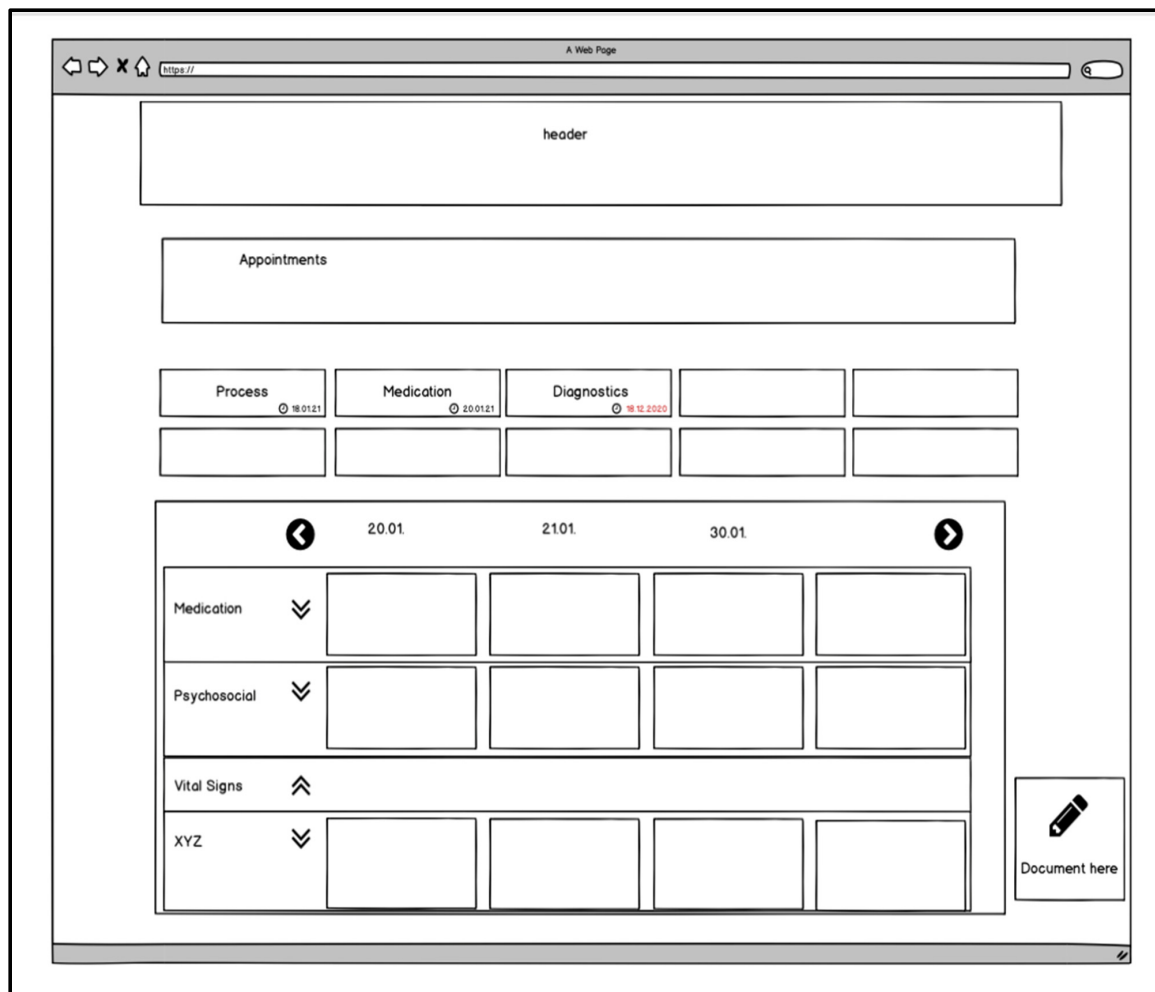 A Web Page
https://
header
Appointments
Process
18.01.21
Medication
20.01.21
Diagnostics
18.12.2020
20.01.
21.01.
30.01.
Medication
Psychosocial
Vital Signs
XYZ
Document here